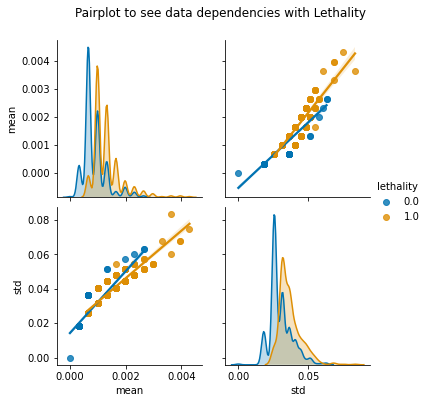 Pairplot to see data dependencies with Lethality
0.004
0.003
0.002
0.001
0.000
mean
lethality
0.0
1.0
0.08
0.06
0.04
0.02
0.00
std
0.000 0.002 0.004
mean
0.00 0.05
std